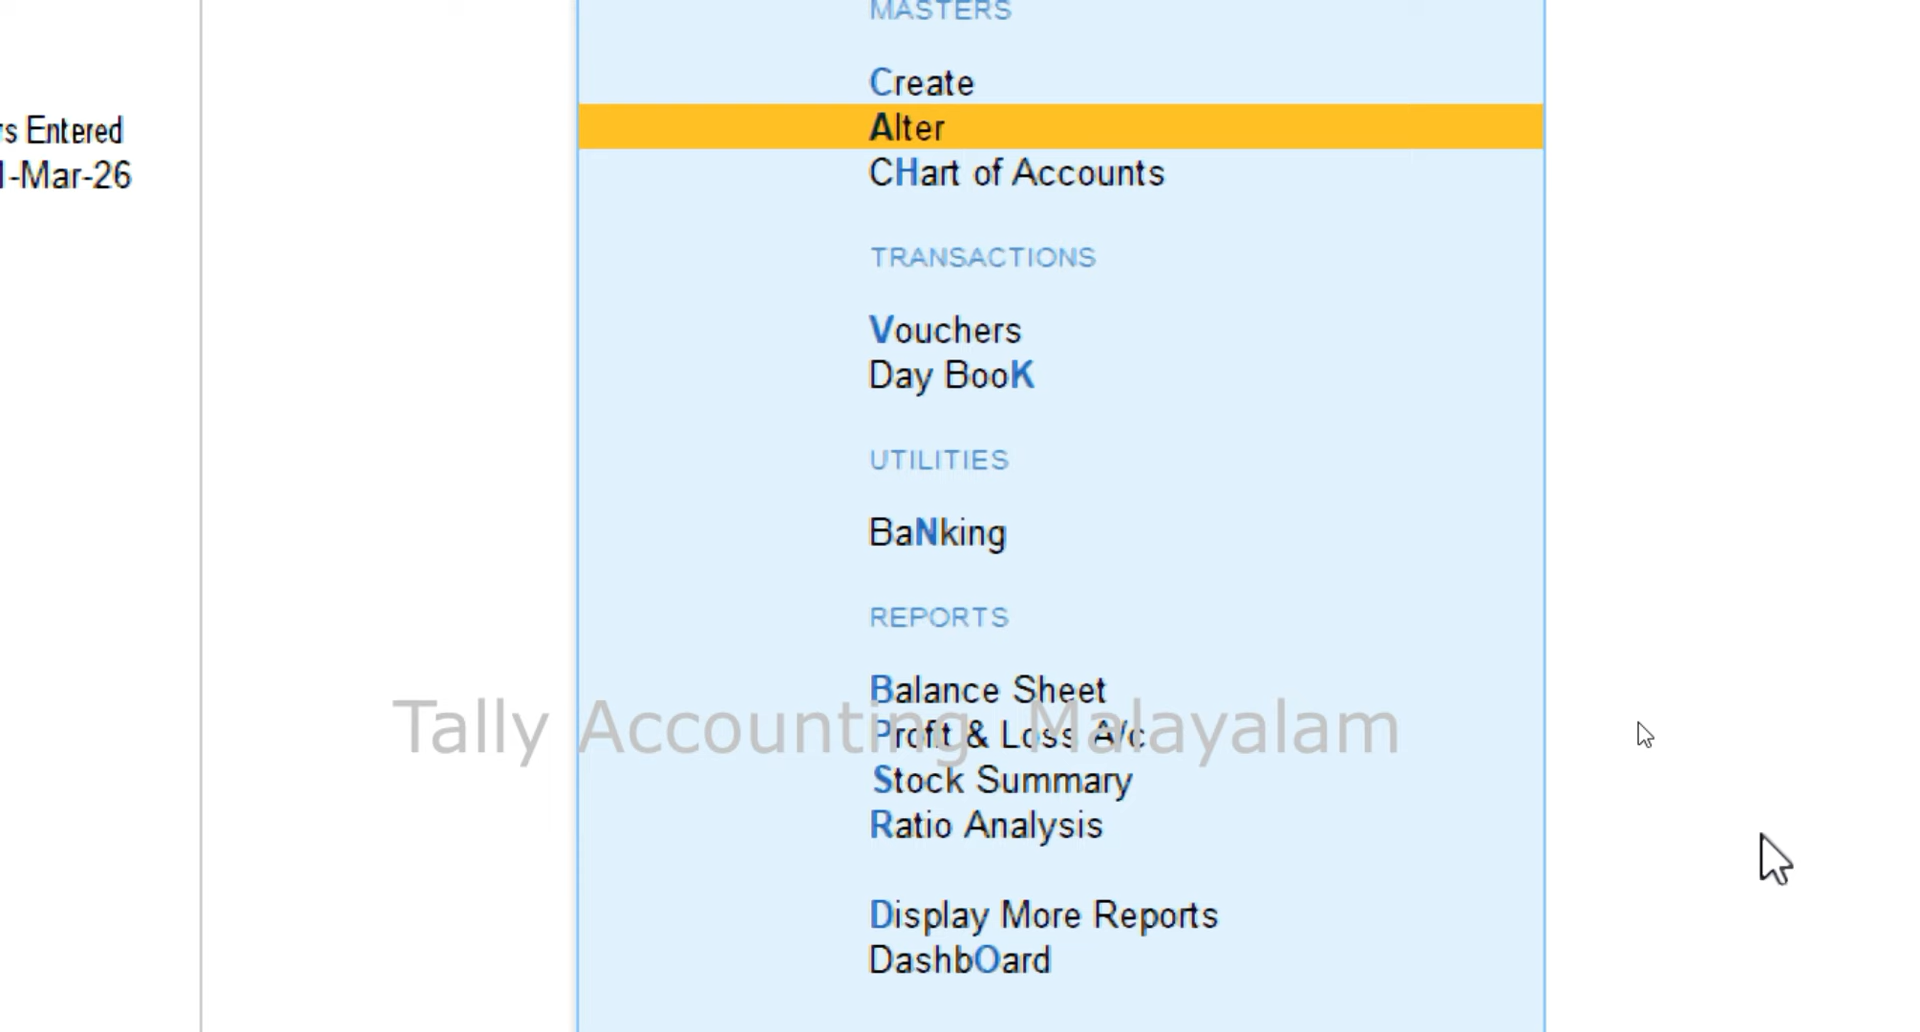 MASTERS
Create
Alter
CHart of Accounts
s Entered
-Mar-26
TRANSACTIONS
Vouchers
Day BooK
UTILITIES
BaNking
REPORTS
Balance Sheet
Tally Accounting Malayalam
Profit & Loss A/c
Stock Summary
Ratio Analysis
Display More Reports
DashbOard